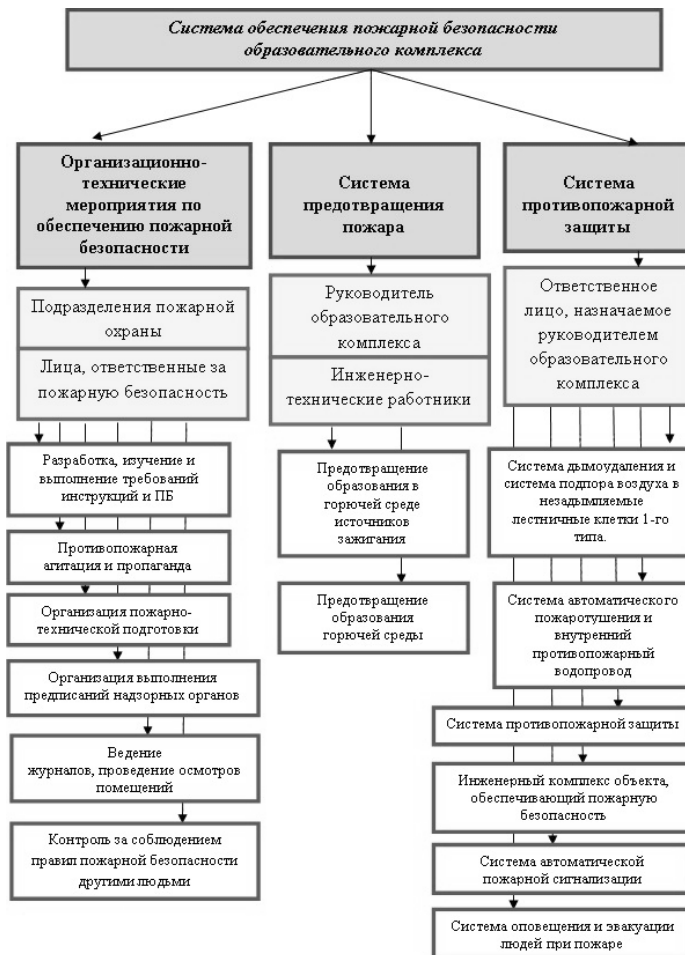 Система обеспечения пожарной безопасности
образовательного комплекса
Организационно-
технические
мероприятия по
обеспечению пожарной
безопасности
Подразделения пожарной
охраны
Лица, ответственные за
пожарную безопасность
Разработка, изучение и
выполнение требований
инструкций и ПБ
Противопожарная
агитация и пропаганда
Организация пожарно-
технической подготовки
Организация выполнения
предписаний надзорных органов
Ведение
журналов, проведение осмотров
помещений
Контроль за соблюдением
правил пожарной безопасности
другими людьми
Система
предотвращения
пожара
Руководитель
образовательного
комплекса
Инженерно-
технические работники
Предотвращение
образования в
горючей среде
источников
зажигания
Предотвращение
образования
горючей среды
Система
противопожарной
защиты
Ответственное
лицо, назначаемое
руководителем
образовательного
комплекса
Система дымоудаления и
система подпора воздуха в
незадымляемые
лестничные клетки 1-го
типа.
Система автоматического
пожаротушения и
внутренний
противопожарный
водопровод
Система противопожарной защиты
Инженерный комплекс объекта,
обеспечивающий пожарную
безопасность
Система автоматической
пожарной сигнализации
Система оповещения и эвакуации
людей при пожаре